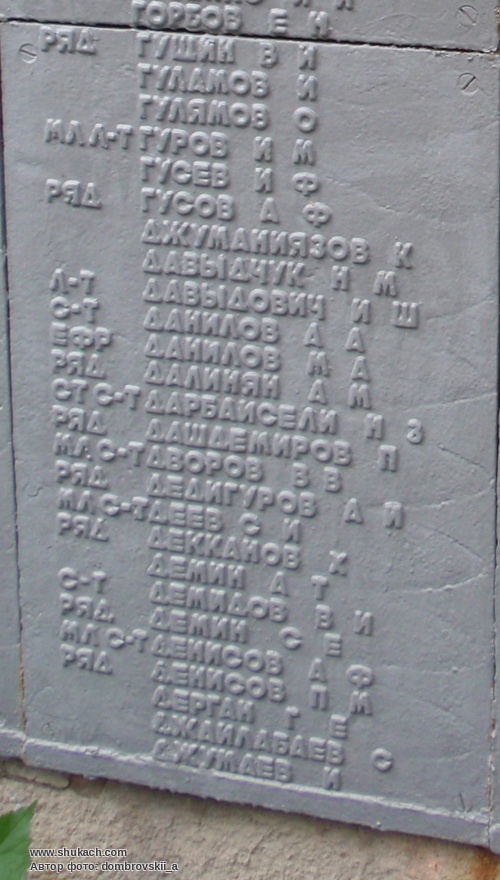 ГОРБОВ Е Н
РЯД ГУЩИН В И
ГУЛАМОВ И
ГУЛЯМОВ О
МЛ Л-Т ГУРОВ И М
ГУСЕВ И Ф
РЯД ГУСОВ А Ф
ДЖУМАНИЯЗОВ К
ДАВЫДЧУК Н М
Л-Т ДАВЫДОВИЧ И Ш
С-Т ДАНИЛОВ А А
ЕФР ДАНИЛОВ М А
РЯД ДАЛИНЯН А М
СТ С-Т ДАРБАИСЕЛИ Н З
РЯД ДАШДЕМИРОВ П
МЛ С-Т ДВОРОВ В В
РЯД ДЕДИГУРОВ А И
МЛ С-Т ДЕЕВ С И
РЯД ДЕККАНОВ Х
ДЕМИН А Т
С-Т ДЕМИДОВ В И
РЯД ДЕМИН С Е
МЛ С-Т ДЕНИСОВ А Ф
РЯД ДЕНИСОВ П М
ДЕРГАН Г Е
ДЖАИЛАБАЕВ С
ДЖУМАЕВ И
www.shukach.com
Автор фото- dombrovskii_a